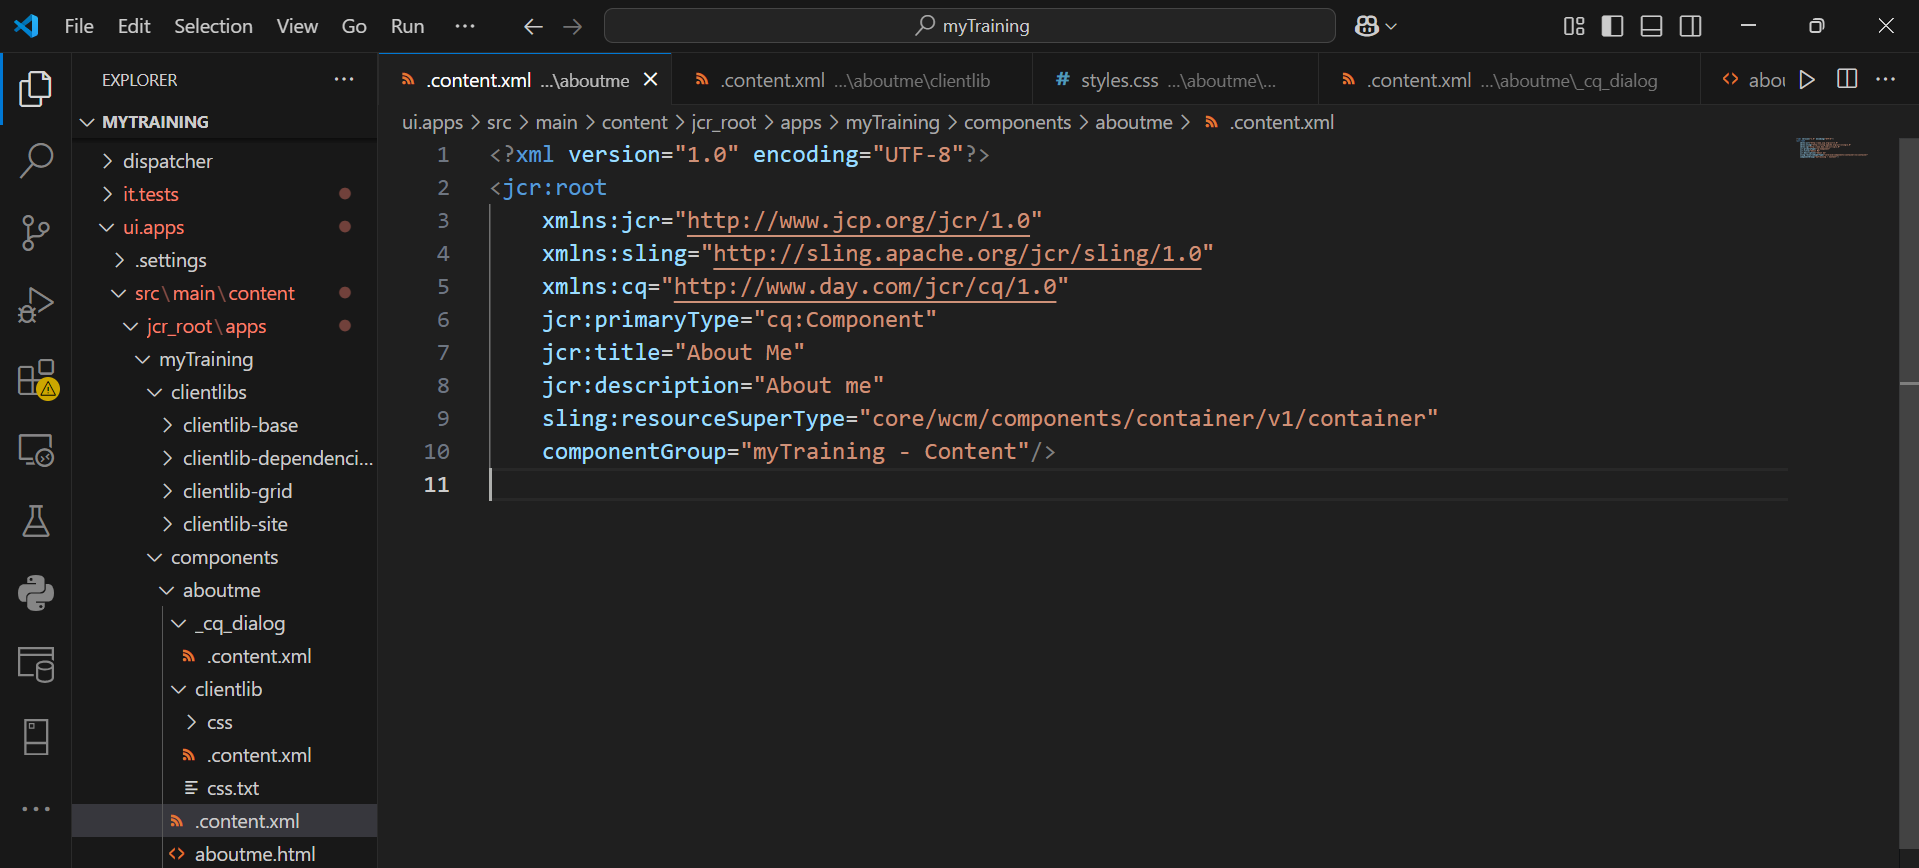 File Edit Selection View Go Run ··· myTraining
EXPLORER ···
MYTRAINING
dispatcher
it.tests
ui.apps
.settings
src\main\content
jcr_root\apps
myTraining
clientlibs
clientlib-base
clientlib-dependenci...
clientlib-grid
clientlib-site
components
aboutme
_cq_dialog
.content.xml
clientlib
css
.content.xml
css.txt
.content.xml
aboutme.html
.content.xml ...\aboutme
.content.xml ...\aboutme\clientlib
# styles.css ...\aboutme\...
.content.xml ...\aboutme\_cq_dialog
<> abou
ui.apps > src > main > content > jcr_root > apps > myTraining > components > aboutme > .content.xml
1 <?xml version="1.0" encoding="UTF-8"?>
2 <jcr:root
3 xmlns:jcr="http://www.jcp.org/jcr/1.0"
4 xmlns:sling="http://sling.apache.org/jcr/sling/1.0"
5 xmlns:cq="http://www.day.com/jcr/cq/1.0"
6 jcr:primaryType="cq:Component"
7 jcr:title="About Me"
8 jcr:description="About me"
9 sling:resourceSuperType="core/wcm/components/container/v1/container"
10 componentGroup="myTraining - Content"/>
11